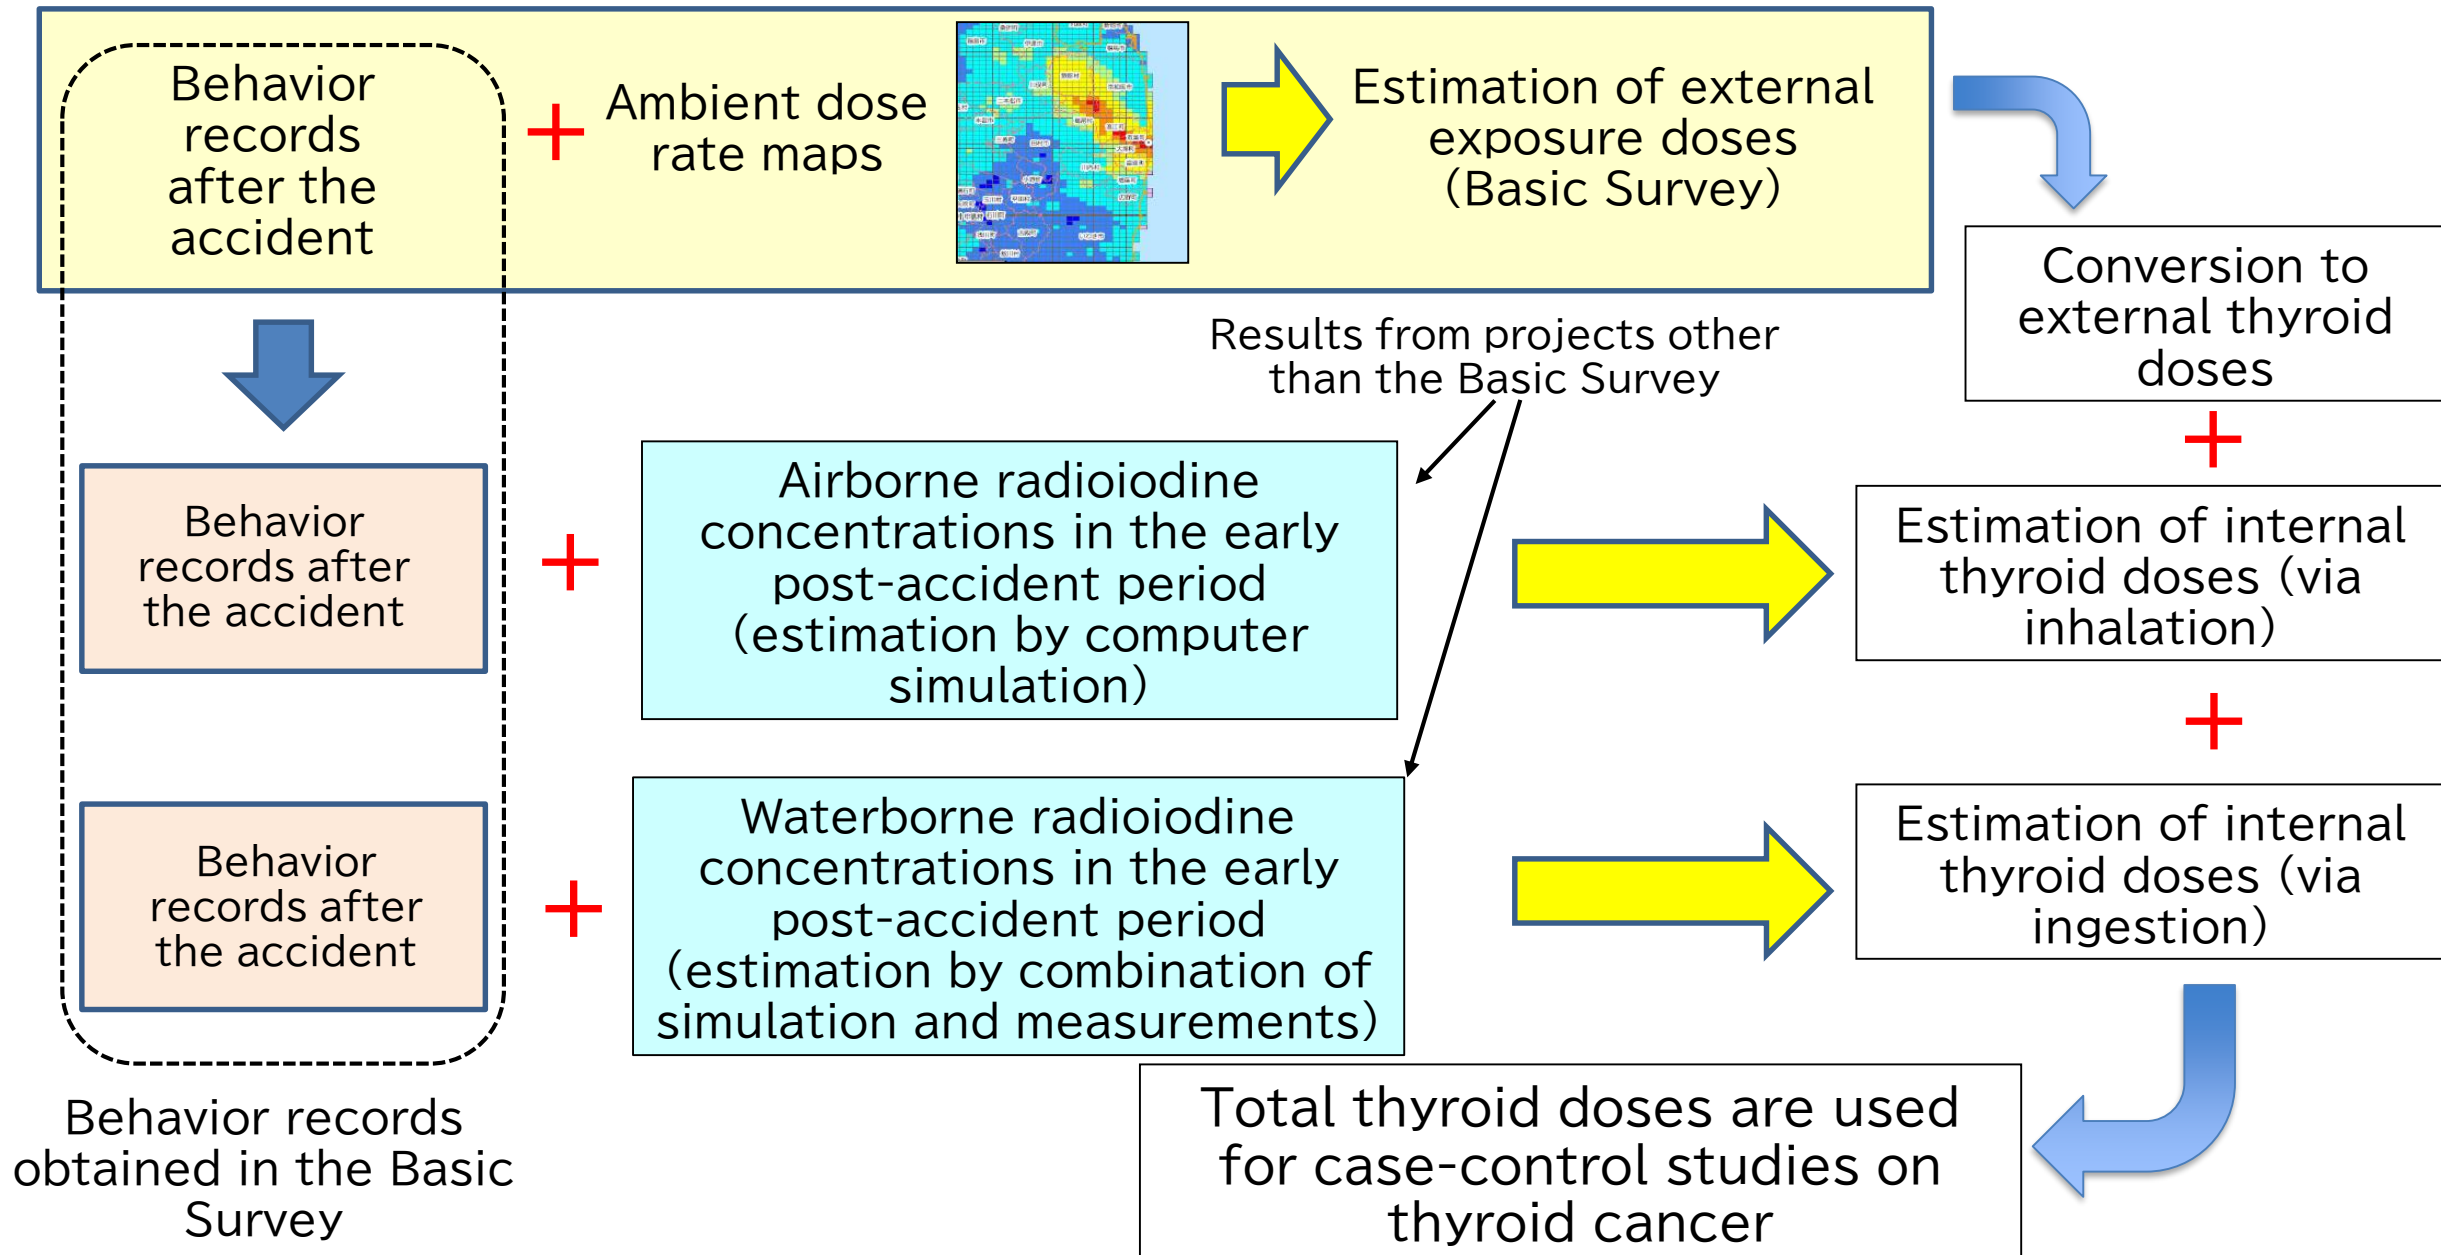 Behavior
records
after the
accident
+
Ambient dose
rate maps
Estimation of external
exposure doses
(Basic Survey)
Conversion to
external thyroid
doses
Results from projects other
than the Basic Survey
+
Behavior
records after
the accident
+
Airborne radioiodine
concentrations in the early
post-accident period
(estimation by computer
simulation)
Estimation of internal
thyroid doses (via
inhalation)
+
Behavior
records after
the accident
+
Waterborne radioiodine
concentrations in the early
post-accident period
(estimation by combination of
simulation and measurements)
Estimation of internal
thyroid doses (via
ingestion)
Behavior records
obtained in the Basic
Survey
Total thyroid doses are used
for case-control studies on
thyroid cancer